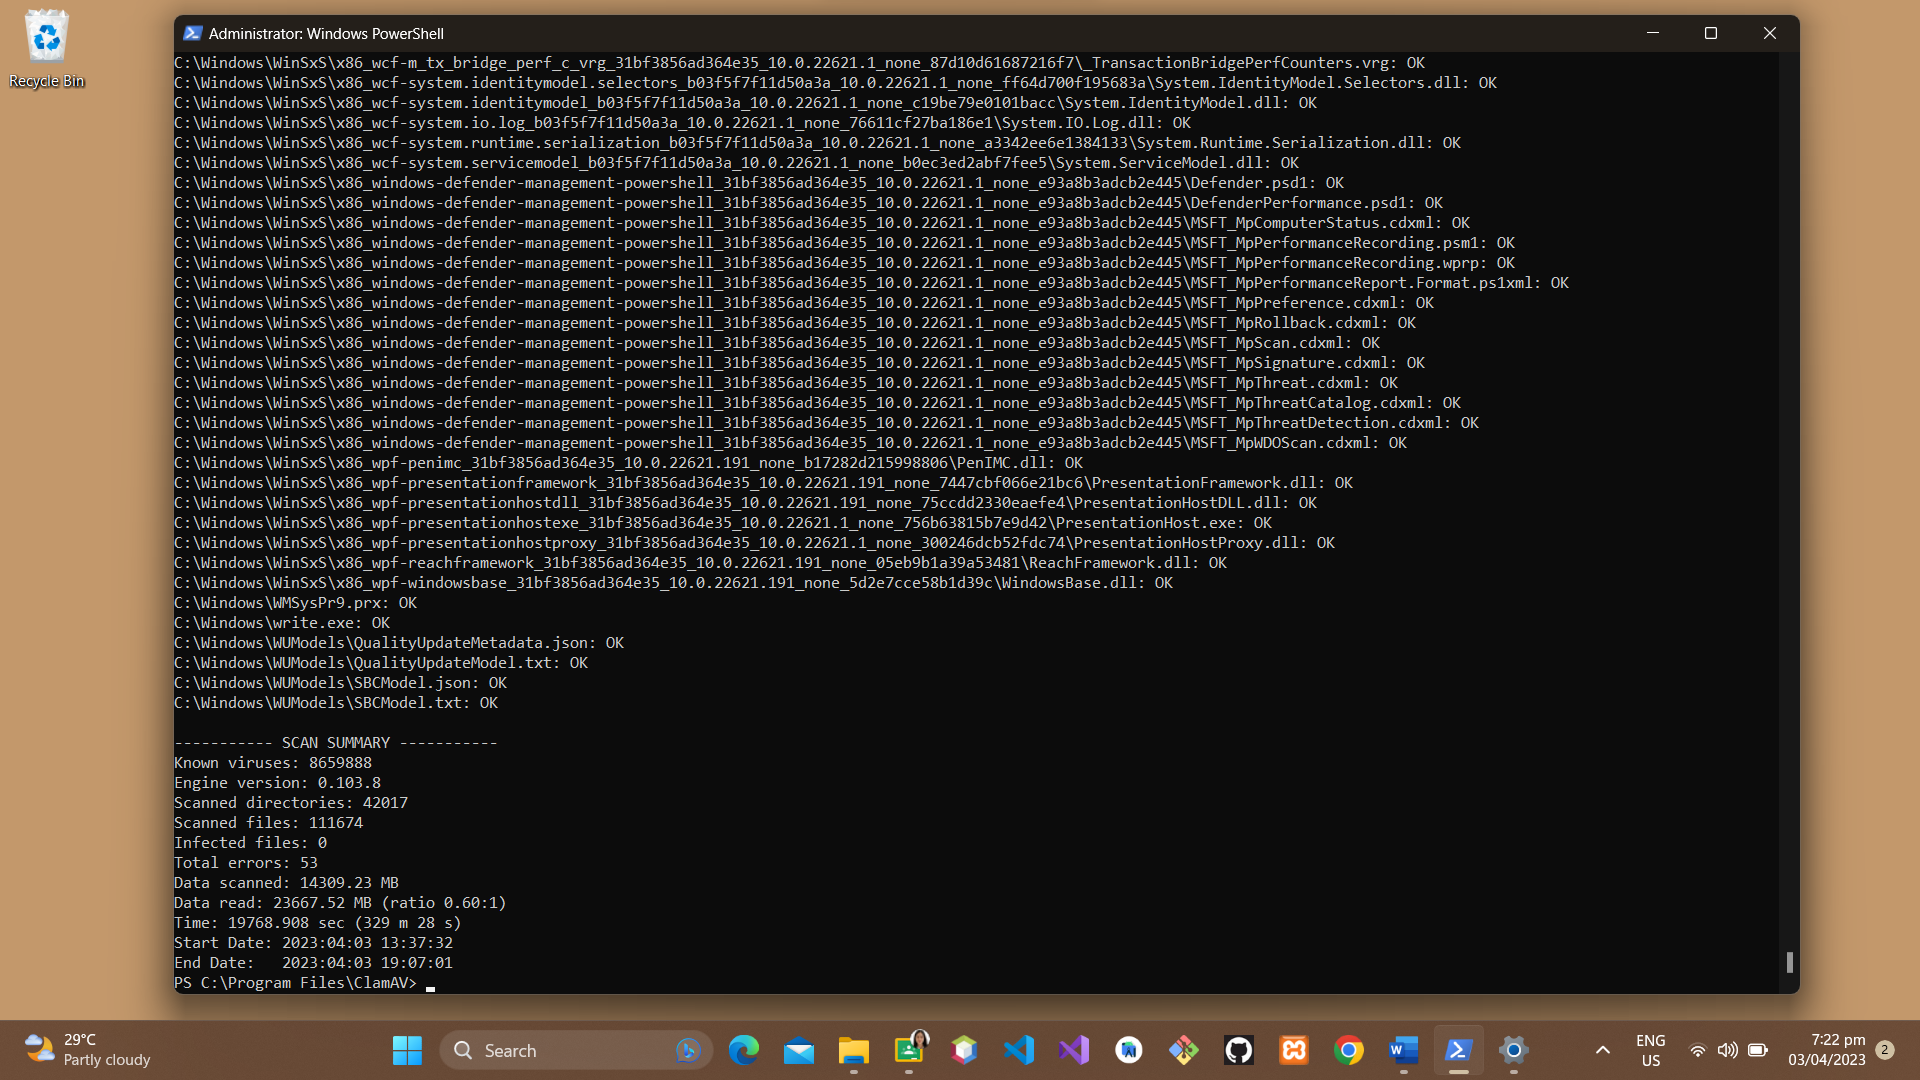 Recycle Bin
Administrator: Windows PowerShell
C:\Windows\WinSxS\x86_wcf-m_tx_bridge_perf_c_vrg_31bf3856ad364e35_10.0.22621.1_none_87d10d61687216f7\_TransactionBridgePerfCounters.vrg: OK
C:\Windows\WinSxS\x86_wcf-system.identitymodel.selectors_b03f5f7f11d50a3a_10.0.22621.1_none_ff64d700f195683a\System.IdentityModel.Selectors.dll: OK
C:\Windows\WinSxS\x86_wcf-system.identitymodel_b03f5f7f11d50a3a_10.0.22621.1_none_c19be79e0101bacc\System.IdentityModel.dll: OK
C:\Windows\WinSxS\x86_wcf-system.io.log_b03f5f7f11d50a3a_10.0.22621.1_none_76611cf27ba186e1\System.IO.Log.dll: OK
C:\Windows\WinSxS\x86_wcf-system.runtime.serialization_b03f5f7f11d50a3a_10.0.22621.1_none_a3342ee6e1384133\System.Runtime.Serialization.dll: OK
C:\Windows\WinSxS\x86_wcf-system.servicemodel_b03f5f7f11d50a3a_10.0.22621.1_none_b0ec3ed2abf7fee5\System.ServiceModel.dll: OK
C:\Windows\WinSxS\x86_windows-defender-management-powershell_31bf3856ad364e35_10.0.22621.1_none_e93a8b3adcb2e445\Defender.psd1: OK
C:\Windows\WinSxS\x86_windows-defender-management-powershell_31bf3856ad364e35_10.0.22621.1_none_e93a8b3adcb2e445\DefenderPerformance.psd1: OK
C:\Windows\WinSxS\x86_windows-defender-management-powershell_31bf3856ad364e35_10.0.22621.1_none_e93a8b3adcb2e445\MSFT_MpComputerStatus.cdxml: OK
C:\Windows\WinSxS\x86_windows-defender-management-powershell_31bf3856ad364e35_10.0.22621.1_none_e93a8b3adcb2e445\MSFT_MpPerformanceRecording.psm1: OK
C:\Windows\WinSxS\x86_windows-defender-management-powershell_31bf3856ad364e35_10.0.22621.1_none_e93a8b3adcb2e445\MSFT_MpPerformanceRecording.wprp: OK
C:\Windows\WinSxS\x86_windows-defender-management-powershell_31bf3856ad364e35_10.0.22621.1_none_e93a8b3adcb2e445\MSFT_MpPerformanceReport.Format.ps1xml: OK
C:\Windows\WinSxS\x86_windows-defender-management-powershell_31bf3856ad364e35_10.0.22621.1_none_e93a8b3adcb2e445\MSFT_MpPreference.cdxml: OK
C:\Windows\WinSxS\x86_windows-defender-management-powershell_31bf3856ad364e35_10.0.22621.1_none_e93a8b3adcb2e445\MSFT_MpRollback.cdxml: OK
C:\Windows\WinSxS\x86_windows-defender-management-powershell_31bf3856ad364e35_10.0.22621.1_none_e93a8b3adcb2e445\MSFT_MpScan.cdxml: OK
C:\Windows\WinSxS\x86_windows-defender-management-powershell_31bf3856ad364e35_10.0.22621.1_none_e93a8b3adcb2e445\MSFT_MpSignature.cdxml: OK
C:\Windows\WinSxS\x86_windows-defender-management-powershell_31bf3856ad364e35_10.0.22621.1_none_e93a8b3adcb2e445\MSFT_MpThreat.cdxml: OK
C:\Windows\WinSxS\x86_windows-defender-management-powershell_31bf3856ad364e35_10.0.22621.1_none_e93a8b3adcb2e445\MSFT_MpThreatCatalog.cdxml: OK
C:\Windows\WinSxS\x86_windows-defender-management-powershell_31bf3856ad364e35_10.0.22621.1_none_e93a8b3adcb2e445\MSFT_MpThreatDetection.cdxml: OK
C:\Windows\WinSxS\x86_windows-defender-management-powershell_31bf3856ad364e35_10.0.22621.1_none_e93a8b3adcb2e445\MSFT_MpWDOScan.cdxml: OK
C:\Windows\WinSxS\x86_wpf-penimc_31bf3856ad364e35_10.0.22621.191_none_b17282d215998806\PenIMC.dll: OK
C:\Windows\WinSxS\x86_wpf-presentationframework_31bf3856ad364e35_10.0.22621.191_none_7447cbf066e21bc6\PresentationFramework.dll: OK
C:\Windows\WinSxS\x86_wpf-presentationhostdll_31bf3856ad364e35_10.0.22621.191_none_75ccdd2330eaefe4\PresentationHostDLL.dll: OK
C:\Windows\WinSxS\x86_wpf-presentationhostexe_31bf3856ad364e35_10.0.22621.1_none_756b63815b7e9d42\PresentationHost.exe: OK
C:\Windows\WinSxS\x86_wpf-presentationhostproxy_31bf3856ad364e35_10.0.22621.1_none_300246dcb52fdc74\PresentationHostProxy.dll: OK
C:\Windows\WinSxS\x86_wpf-reachframework_31bf3856ad364e35_10.0.22621.191_none_05eb9b1a39a53481\ReachFramework.dll: OK
C:\Windows\WinSxS\x86_wpf-windowsbase_31bf3856ad364e35_10.0.22621.191_none_5d2e7cce58b1d39c\WindowsBase.dll: OK
C:\Windows\WMSysPr9.prx: OK
C:\Windows\write.exe: OK
C:\Windows\WUModels\QualityUpdateMetadata.json: OK
C:\Windows\WUModels\QualityUpdateModel.txt: OK
C:\Windows\WUModels\SBCModel.json: OK
C:\Windows\WUModels\SBCModel.txt: OK
----------- SCAN SUMMARY -----------
Known viruses: 8659888
Engine version: 0.103.8
Scanned directories: 42017
Scanned files: 111674
Infected files: 0
Total errors: 53
Data scanned: 14309.23 MB
Data read: 23667.52 MB (ratio 0.60:1)
Time: 19768.908 sec (329 m 28 s)
Start Date: 2023:04:03 13:37:32
End Date:   2023:04:03 19:07:01
PS C:\Program Files\ClamAV>
29°C
Partly cloudy
Search
ENG
US
7:22 pm
03/04/2023
2